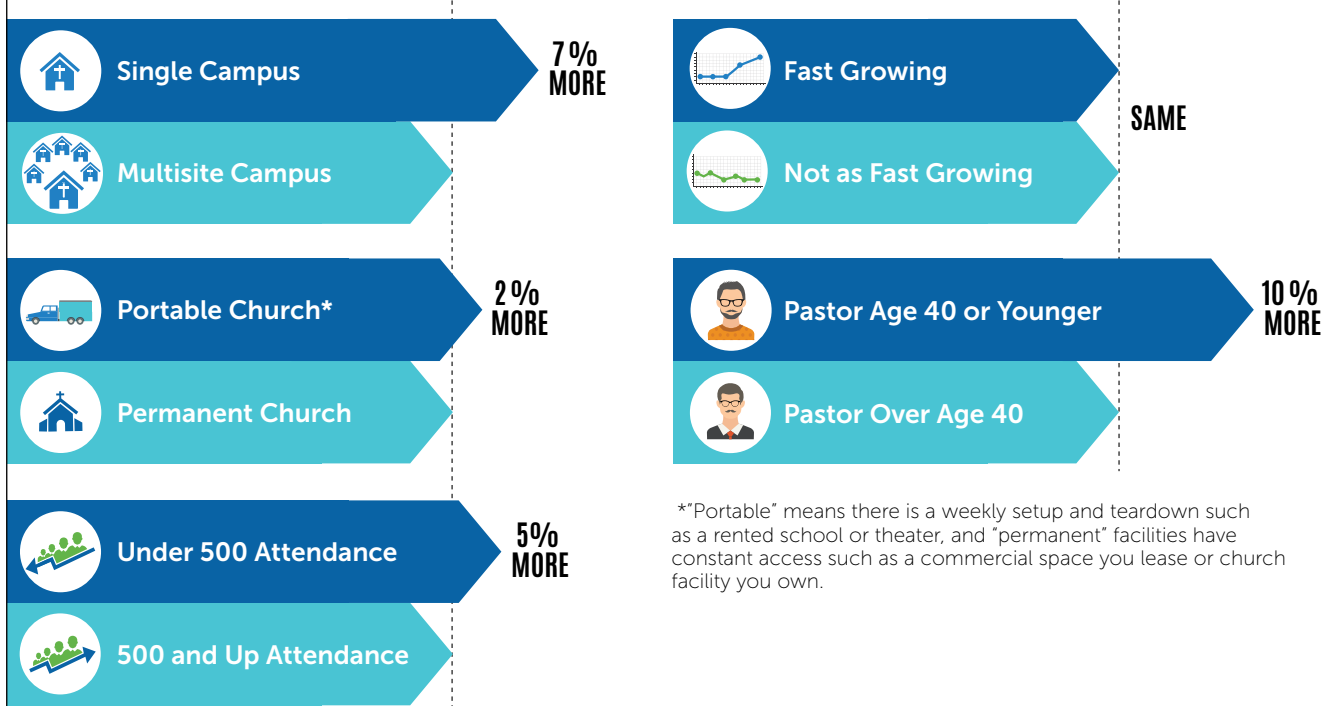 Single Campus
7% MORE
Multisite Campus
Portable Church*
2% MORE
Permanent Church
Under 500 Attendance
5% MORE
500 and Up Attendance
Fast Growing
SAME
Not as Fast Growing
Pastor Age 40 or Younger
10% MORE
Pastor Over Age 40
*"Portable" means there is a weekly setup and teardown such
as a rented school or theater, and "permanent" facilities have
constant access such as a commercial space you lease or church
facility you own.